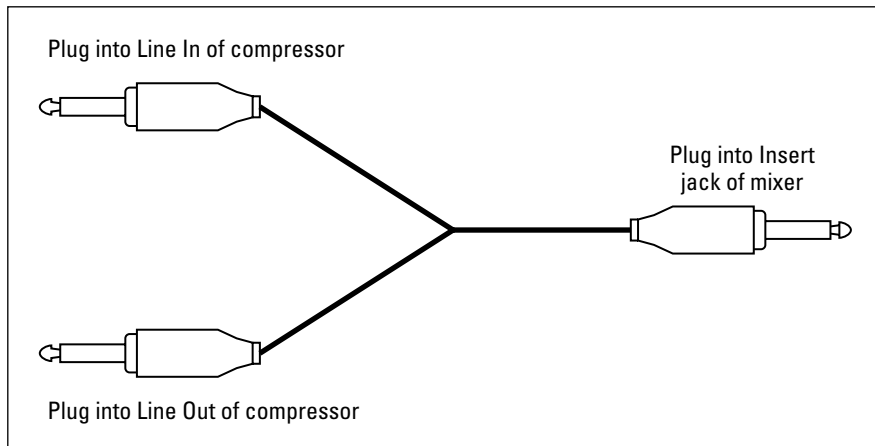 Plug into Line In of compressor
Plug into Insert
jack of mixer
Plug into Line Out of compressor